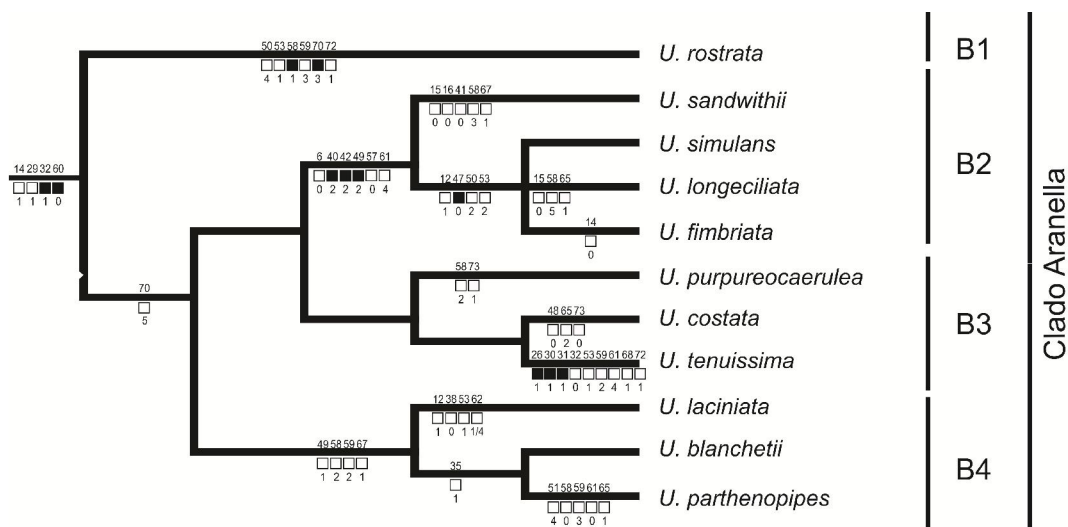 50 53 58 59 70 72
4 1 1 3 3 1
U. rostrata
B1
15 16 41 58 67
0 0 0 3 1
U. sandwithii
14 29 32 60
1 1 1 0
6 40 42 49 57 61
0 2 2 2 0 4
U. simulans
B2
12 47 50 53
1 0 2 2
15 58 65
0 5 1
U. longeciliata
14
0
U. fimbriata
Clado Aranella
58 73
2 1
U. purpureocaerulea
70
5
48 65 73
0 2 0
U. costata
B3
26 30 31 32 53 59 61 68 72
1 1 1 0 1 2 4 1 1
U. tenuissima
12 38 53 62
1 0 1 1/4
U. laciniata
49 58 59 67
1 2 2 1
35
1
U. blanchetii
B4
51 58 59 61 65
4 0 3 0 1
U. parthenopipes